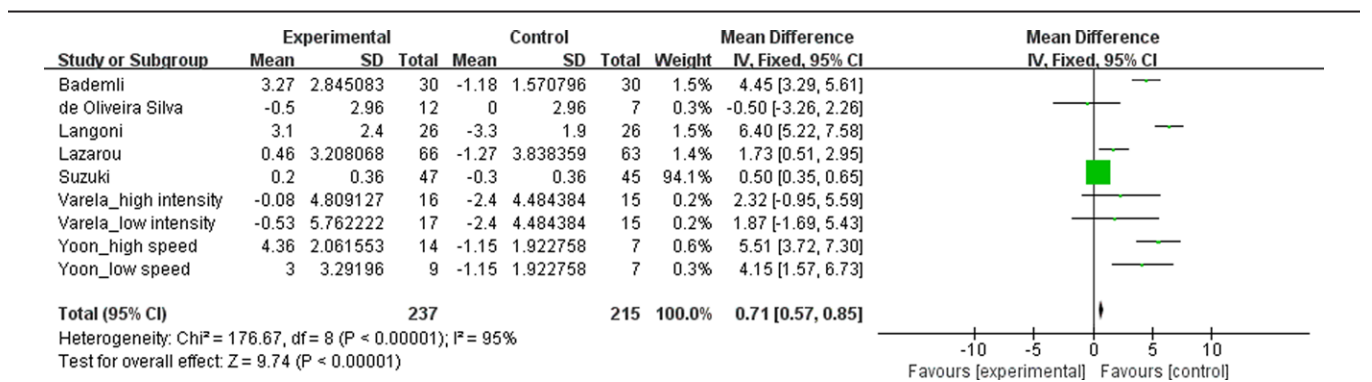 Experimental Control Mean Difference Mean Difference
Study or Subgroup Mean SD Total Mean SD Total Weight IV, Fixed, 95% CI IV, Fixed, 95% CI
Bademli 3.27 2.845083 30 -1.18 1.570796 30 1.5% 4.45 [3.29, 5.61]
de Oliveira Silva -0.5 2.96 12 0 2.96 7 0.3% -0.50 [-3.26, 2.26]
Langoni 3.1 2.4 26 -3.3 1.9 26 1.5% 6.40 [5.22, 7.58]
Lazarou 0.46 3.208068 66 -1.27 3.838359 63 1.4% 1.73 [0.51, 2.95]
Suzuki 0.2 0.36 47 -0.3 0.36 45 94.1% 0.50 [0.35, 0.65]
Varela_high intensity -0.08 4.809127 16 -2.4 4.484384 15 0.2% 2.32 [-0.95, 5.59]
Varela_low intensity -0.53 5.762222 17 -2.4 4.484384 15 0.2% 1.87 [-1.69, 5.43]
Yoon_high speed 4.36 2.061553 14 -1.15 1.922758 7 0.6% 5.51 [3.72, 7.30]
Yoon_low speed 3 3.29196 9 -1.15 1.922758 7 0.3% 4.15 [1.57, 6.73]
Total (95% CI) 237 215 100.0% 0.71 [0.57, 0.85]
Heterogeneity: Chi² = 176.67, df = 8 (P < 0.00001); I² = 95%
Test for overall effect: Z = 9.74 (P < 0.00001)
-10 -5 0 5 10
Favours [experimental] Favours [control]